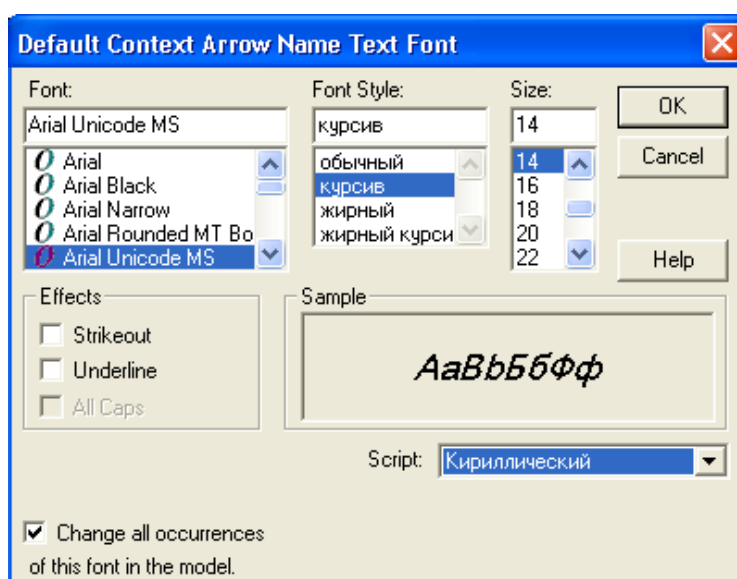 Default Context Arrow Name Text Font
Font:
Font Style:
Size:
Arial Unicode MS
курсив
14
OK
Cancel
Help
Arial
Arial Black
Arial Narrow
Arial Rounded MT Bo
Arial Unicode MS
обычный
курсив
жирный
жирный курси
14
16
18
20
22
Effects
Strikeout
Underline
All Caps
Sample
АаВbБбФф
Script:
Кириллический
Change all occurrences
of this font in the model.